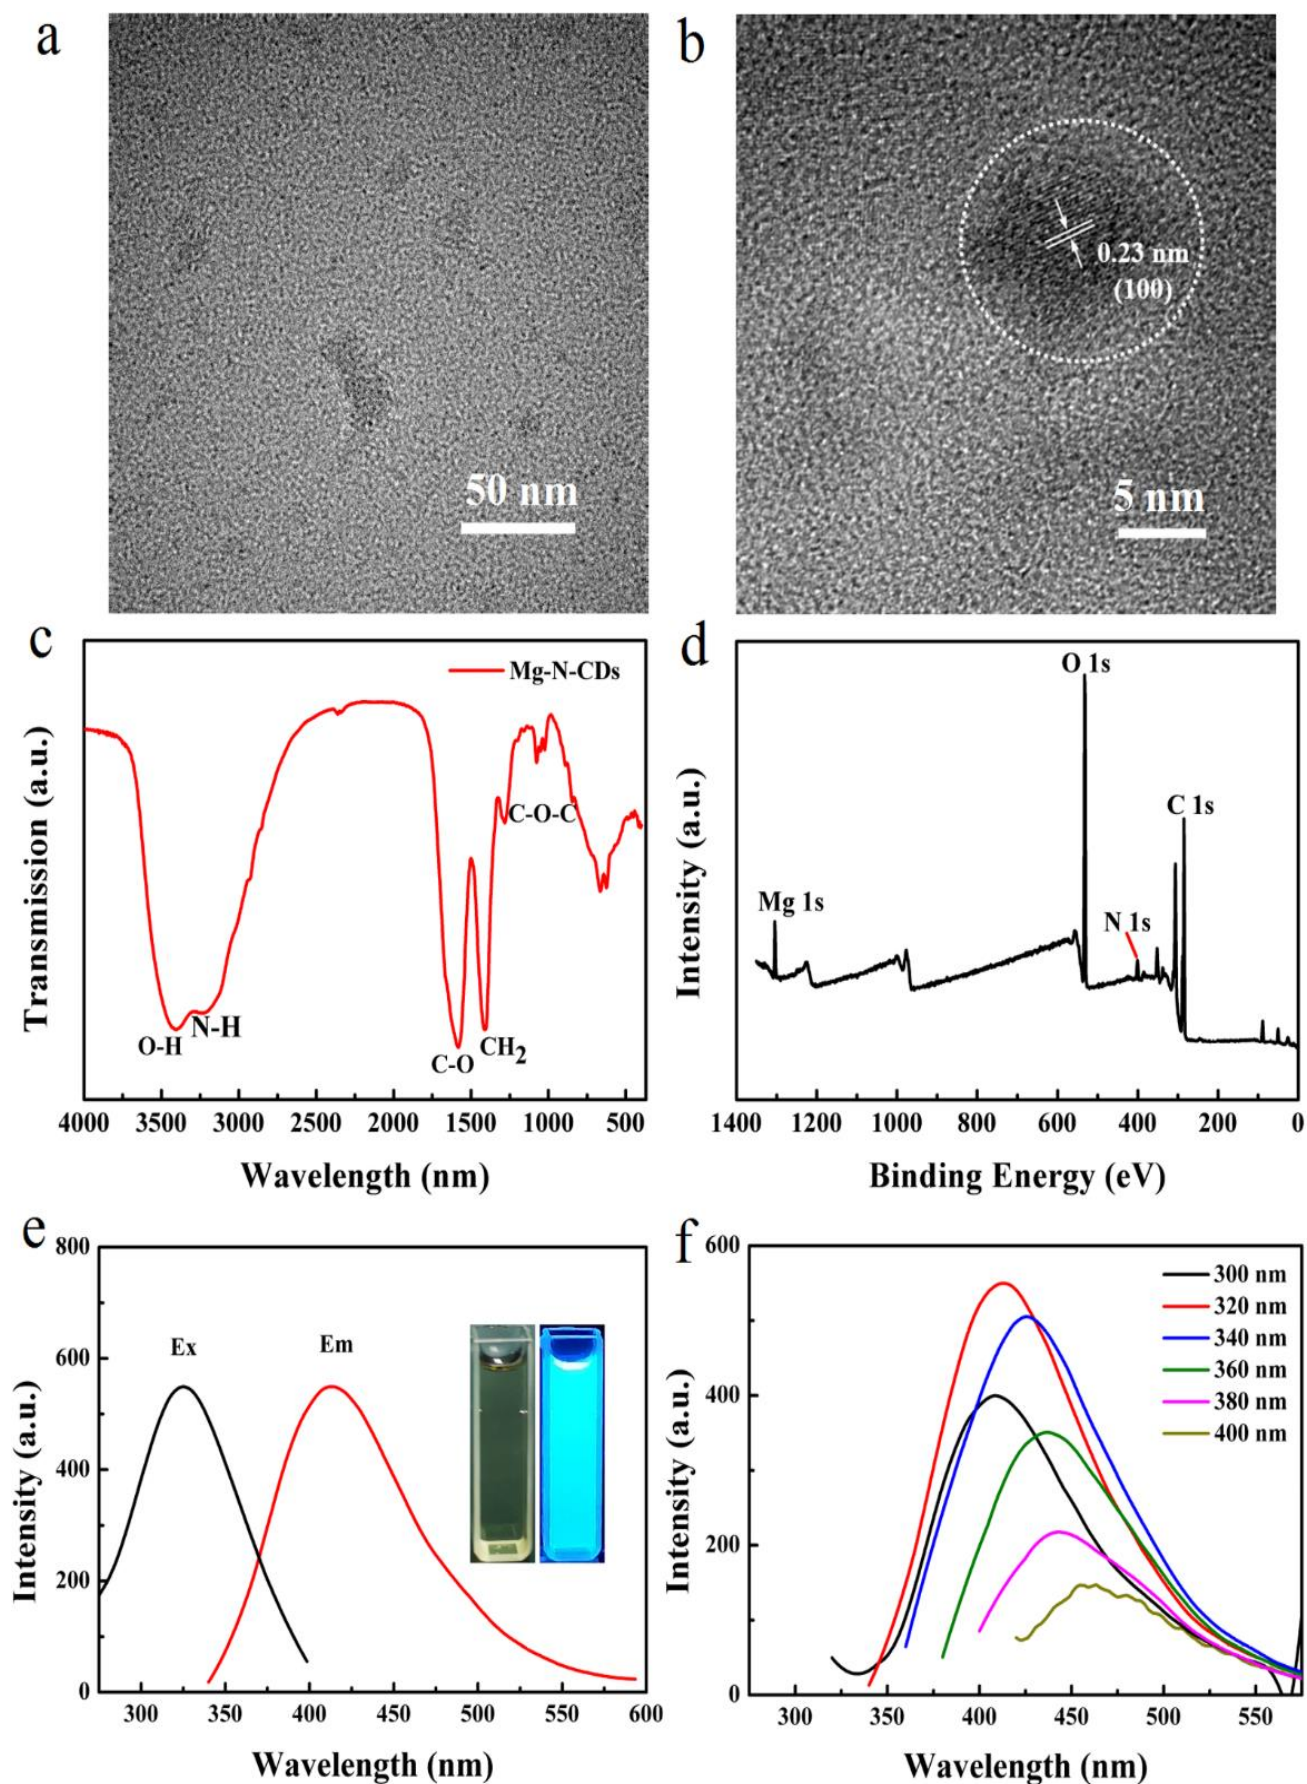 a
50 nm
b
0.23 nm
(100)
5 nm
c
Mg-N-CDs
Transmission (a.u.)
O-H
N-H
C-O
CH2
C-O-C
4000 3500 3000 2500 2000 1500 1000 500
Wavelength (nm)
d
Intensity (a.u.)
Mg 1s
O 1s
N 1s
C 1s
1400 1200 1000 800 600 400 200 0
Binding Energy (eV)
e
Intensity (a.u.)
800
600
400
200
0
Ex
Em
300 350 400 450 500 550 600
Wavelength (nm)
f
Intensity (a.u.)
600
400
200
0
300 nm
320 nm
340 nm
360 nm
380 nm
400 nm
300 350 400 450 500 550
Wavelength (nm)